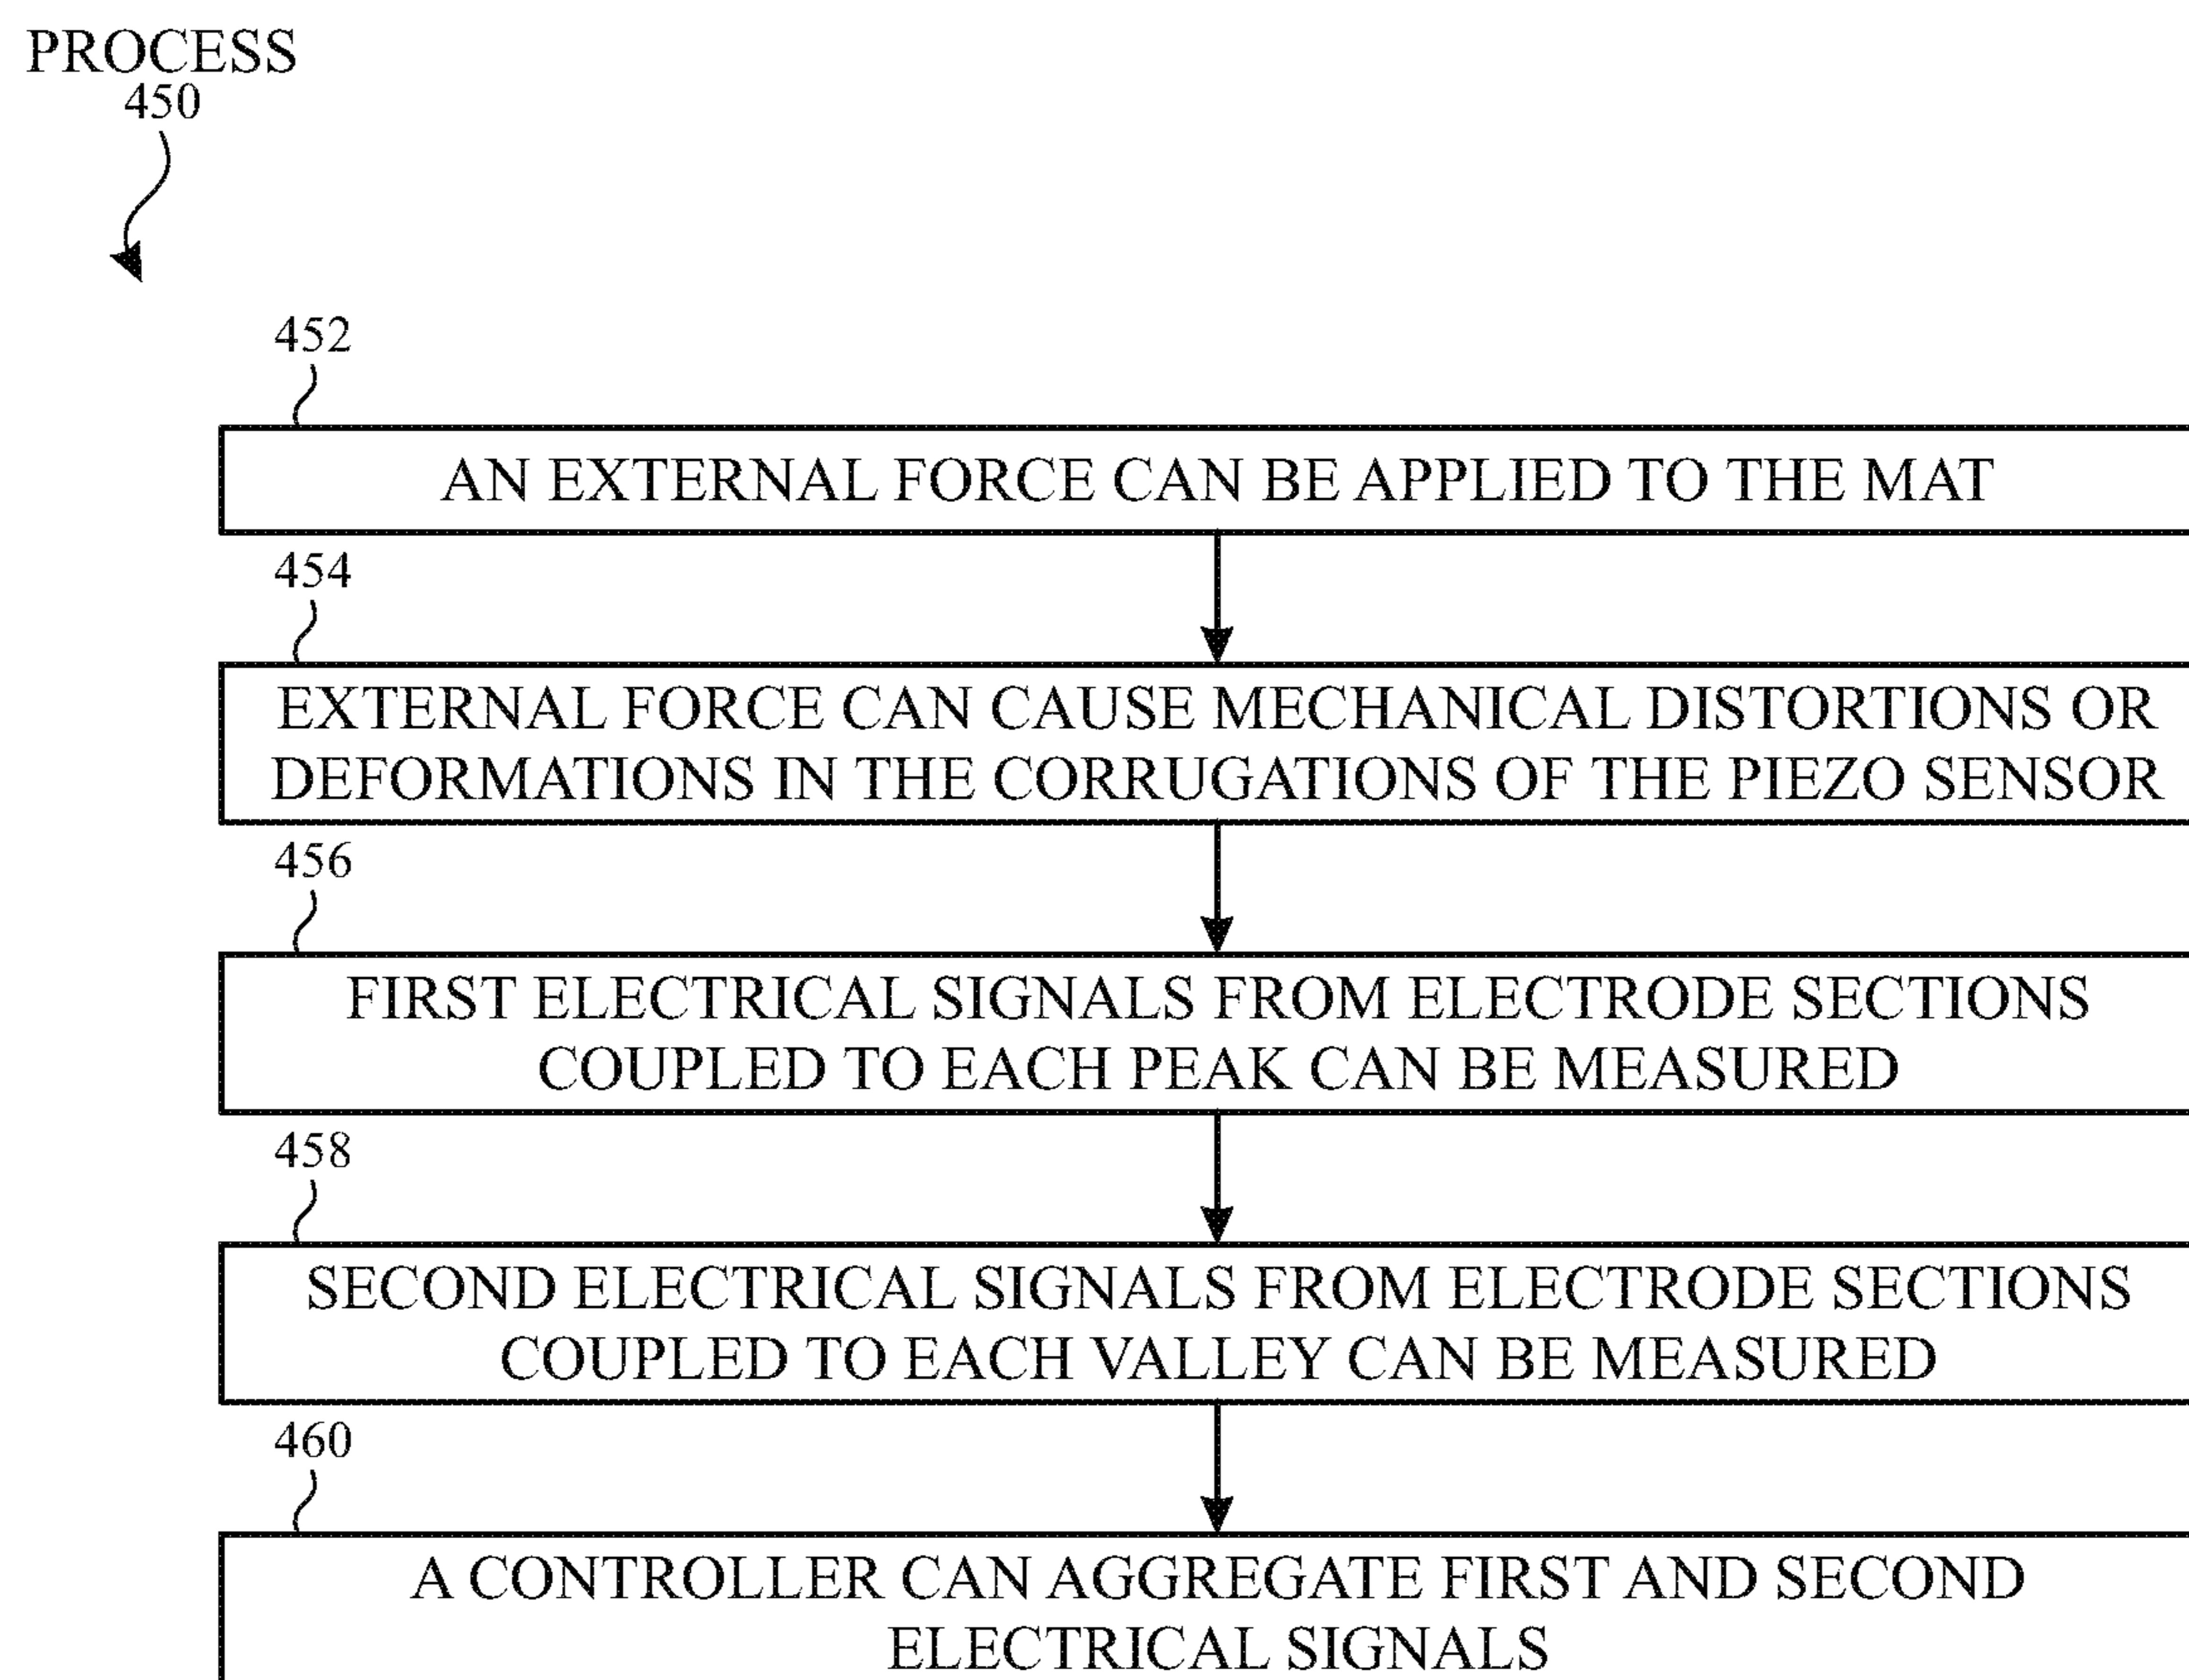 PROCESS
450
452
AN EXTERNAL FORCE CAN BE APPLIED TO THE MAT
454
EXTERNAL FORCE CAN CAUSE MECHANICAL DISTORTIONS OR
DEFORMATIONS IN THE CORRUGATIONS OF THE PIEZO SENSOR
456
FIRST ELECTRICAL SIGNALS FROM ELECTRODE SECTIONS
COUPLED TO EACH PEAK CAN BE MEASURED
458
SECOND ELECTRICAL SIGNALS FROM ELECTRODE SECTIONS
COUPLED TO EACH VALLEY CAN BE MEASURED
460
A CONTROLLER CAN AGGREGATE FIRST AND SECOND
ELECTRICAL SIGNALS